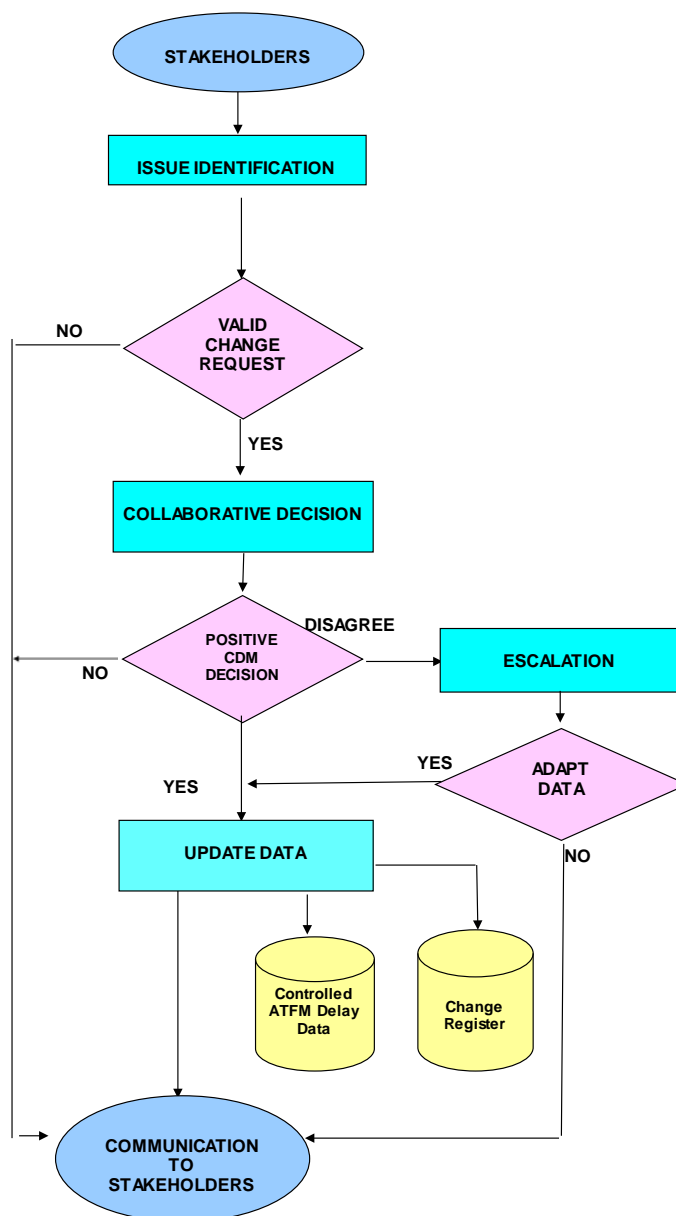 STAKEHOLDERS
ISSUE IDENTIFICATION
NO
VALID
CHANGE
REQUEST
YES
COLLABORATIVE DECISION
DISAGREE
POSITIVE
CDM
DECISION
NO
ESCALATION
YES
YES
ADAPT
DATA
NO
UPDATE DATA
Controlled
ATFM Delay
Data
Change
Register
COMMUNICATION
TO
STAKEHOLDERS